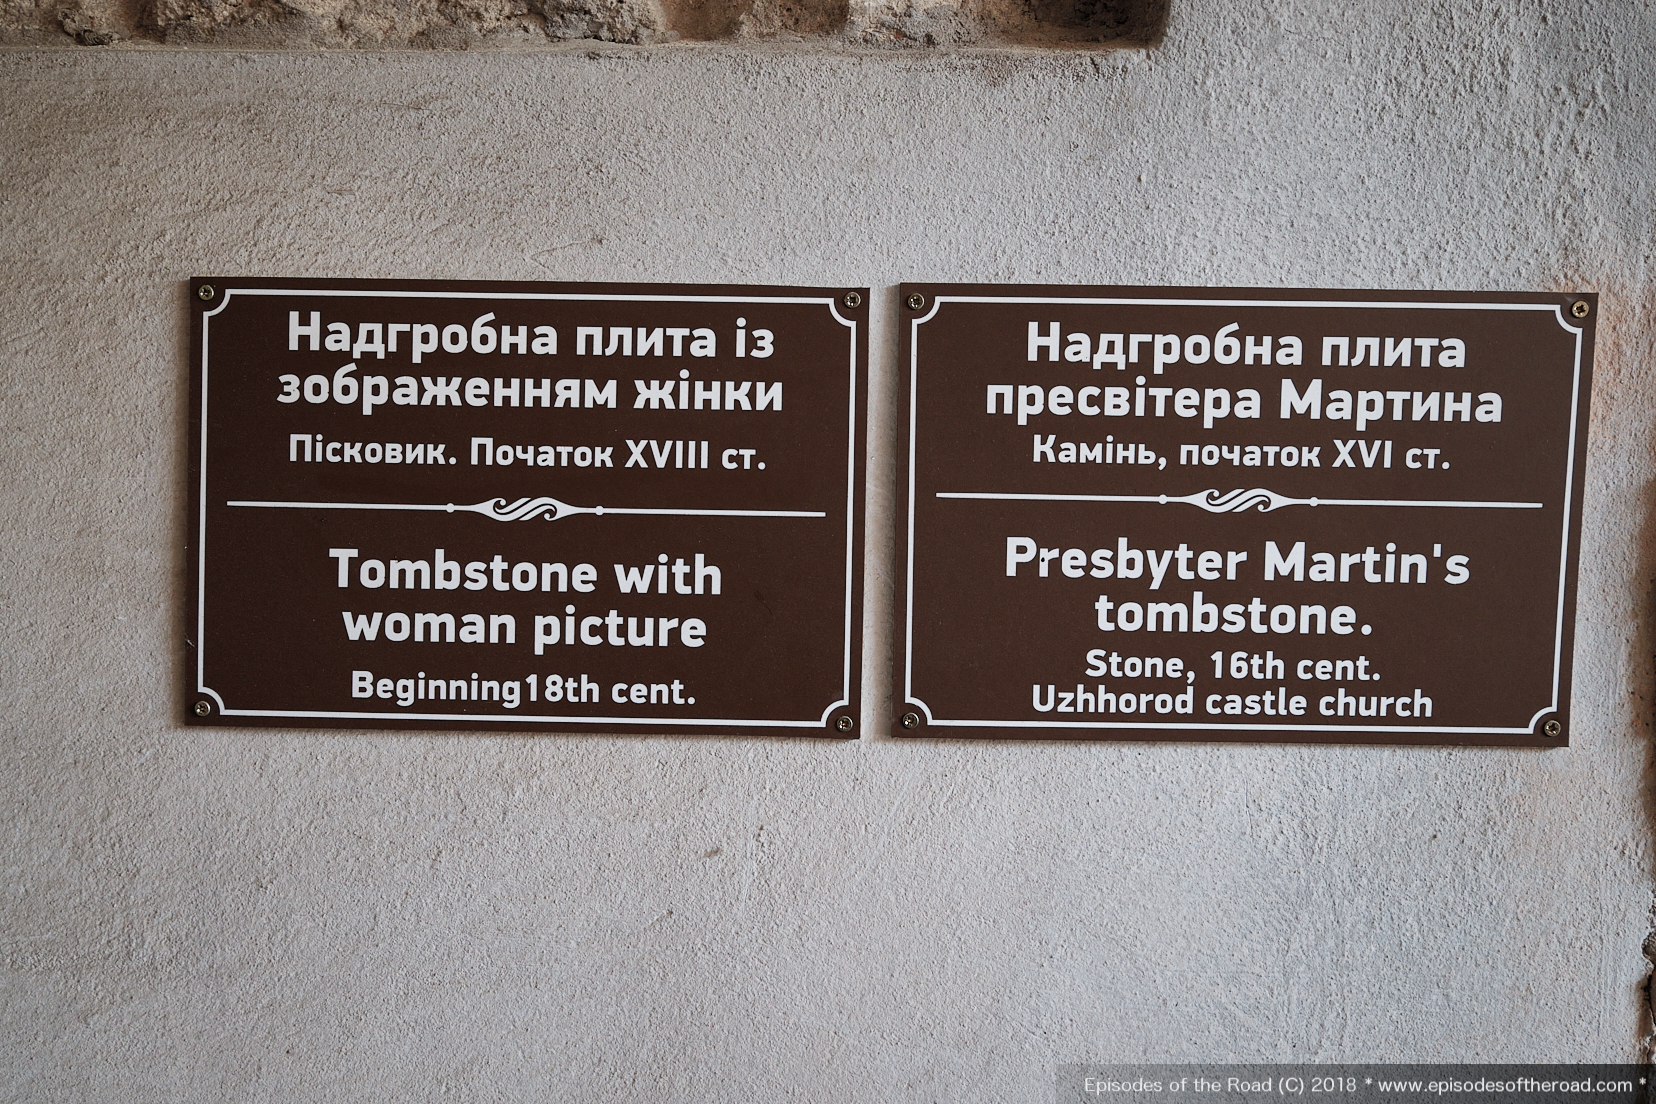 Надгробна плита із
зображенням жінки
Пісковик. Початок XVIII ст.
Tombstone with
woman picture
Beginning18th cent.
Надгробна плита
пресвітера Мартина
Камінь, початок XVI ст.
Presbyter Martin's
tombstone.
Stone, 16th cent.
Uzhhorod castle church
Episodes of the Road (C) 2018 * www.episodesoftheroad.com *